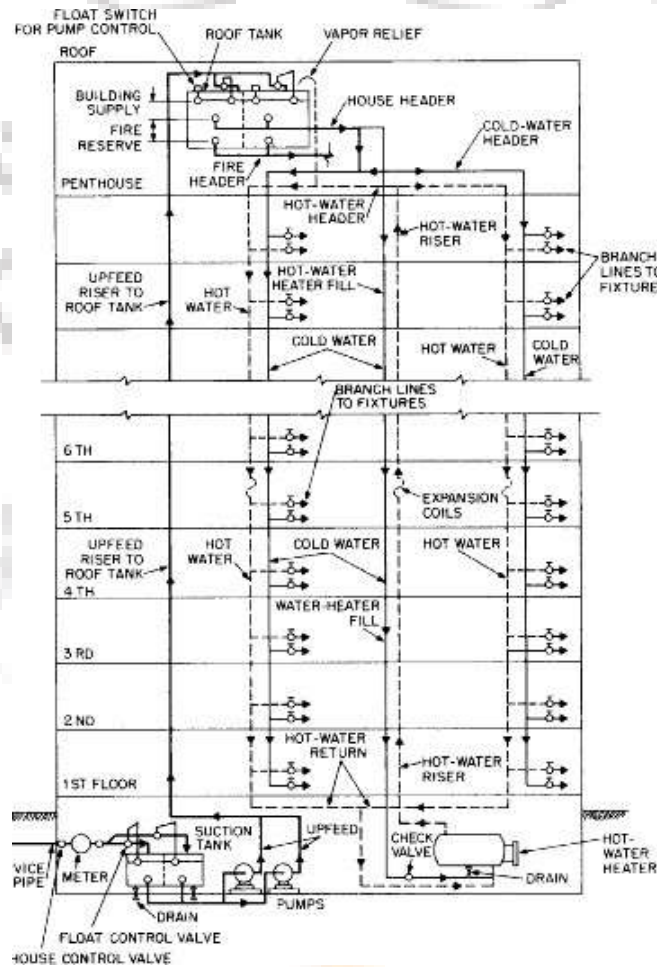 FLOAT SWITCH
FOR PUMP CONTROL
ROOF TANK
VAPOR RELIEF
ROOF
BUILDING
SUPPLY
HOUSE HEADER
FIRE
RESERVE
COLD-WATER
HEADER
FIRE
HEADER
PENTHOUSE
HOT-WATER
HEADER
HOT-WATER
RISER
BRANCH
LINES TO
FIXTURES
UPFEED
RISER TO
ROOF TANK
HOT
WATER
HOT-WATER
HEATER FILL
COLD WATER
HOT WATER
COLD
WATER
BRANCH LINES
TO FIXTURES
6 TH
EXPANSION
COILS
5 TH
UPFEED
RISER TO
ROOF TANK
HOT
WATER
COLD WATER
HOT WATER
4 TH
WATER-HEATER
FILL
3 RD
2 ND
HOT-WATER
RETURN
HOT-WATER
RISER
1ST FLOOR
SUCTION
TANK
UPFEED
CHECK
VALVE
HOT-
WATER
HEATER
VICE
PIPE
METER
DRAIN
PUMPS
DRAIN
FLOAT CONTROL VALVE
HOUSE CONTROL VALVE